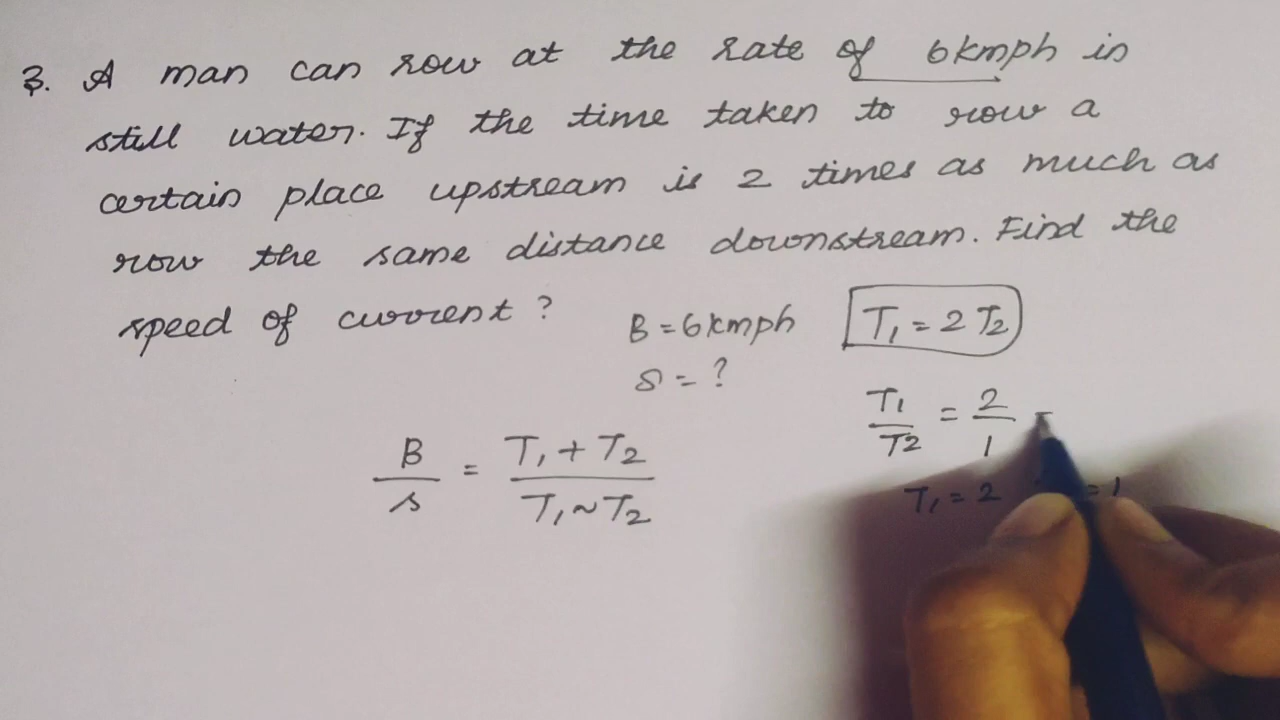 3. A man can row at the rate of 6kmph in
still water. If the time taken to row a
certain place upstream is 2 times as much as
row the same distance downstream. Find the
speed of current?
B = 6kmph
S = ?
T1 = 2 T2
T1/T2 = 2/1
T1 = 2
= 1
B/S = T1 + T2 / T1 ~ T2